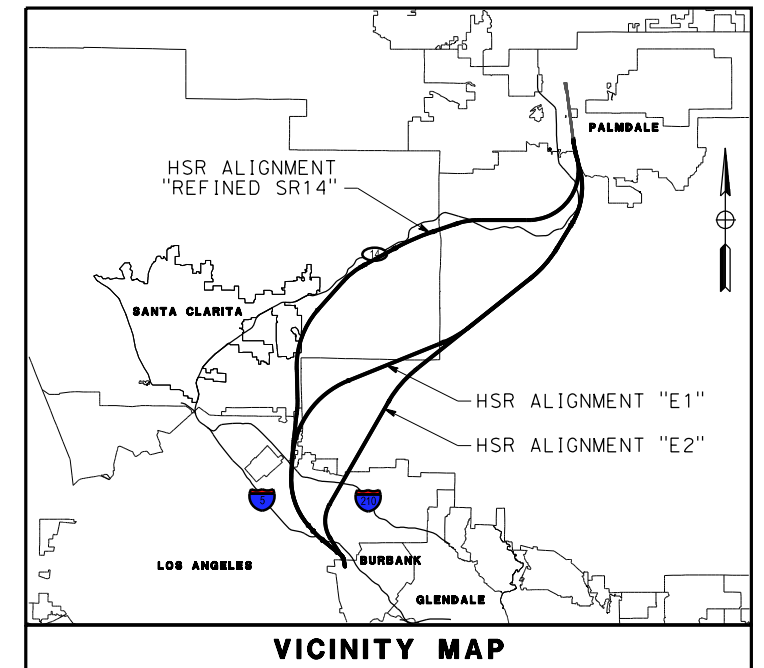 PALMDALE
HSR ALIGNMENT
"REFINED SR14"
14
SANTA CLARITA
HSR ALIGNMENT "E1"
HSR ALIGNMENT "E2"
5
210
LOS ANGELES
BURBANK
GLENDALE
VICINITY MAP